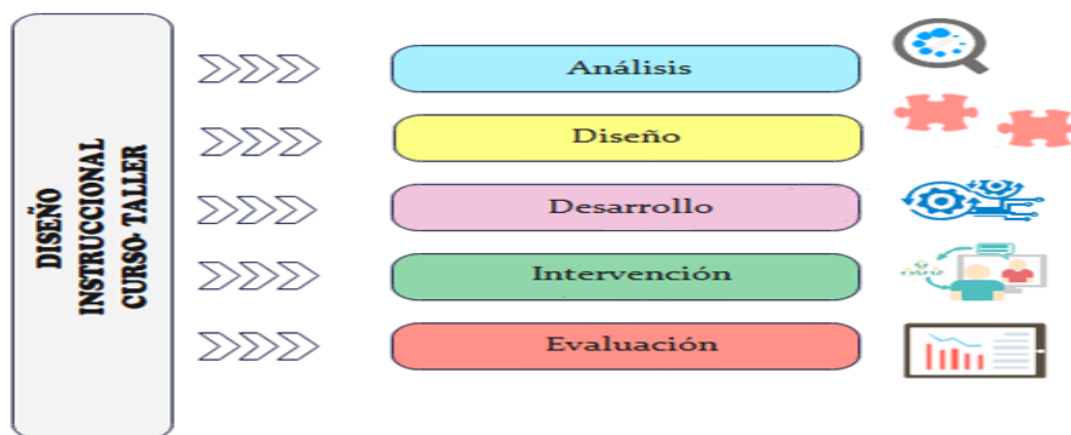 DISEÑO
INSTRUCCIONAL
CURSO- TALLER
Análisis
Diseño
Desarrollo
Intervención
Evaluación